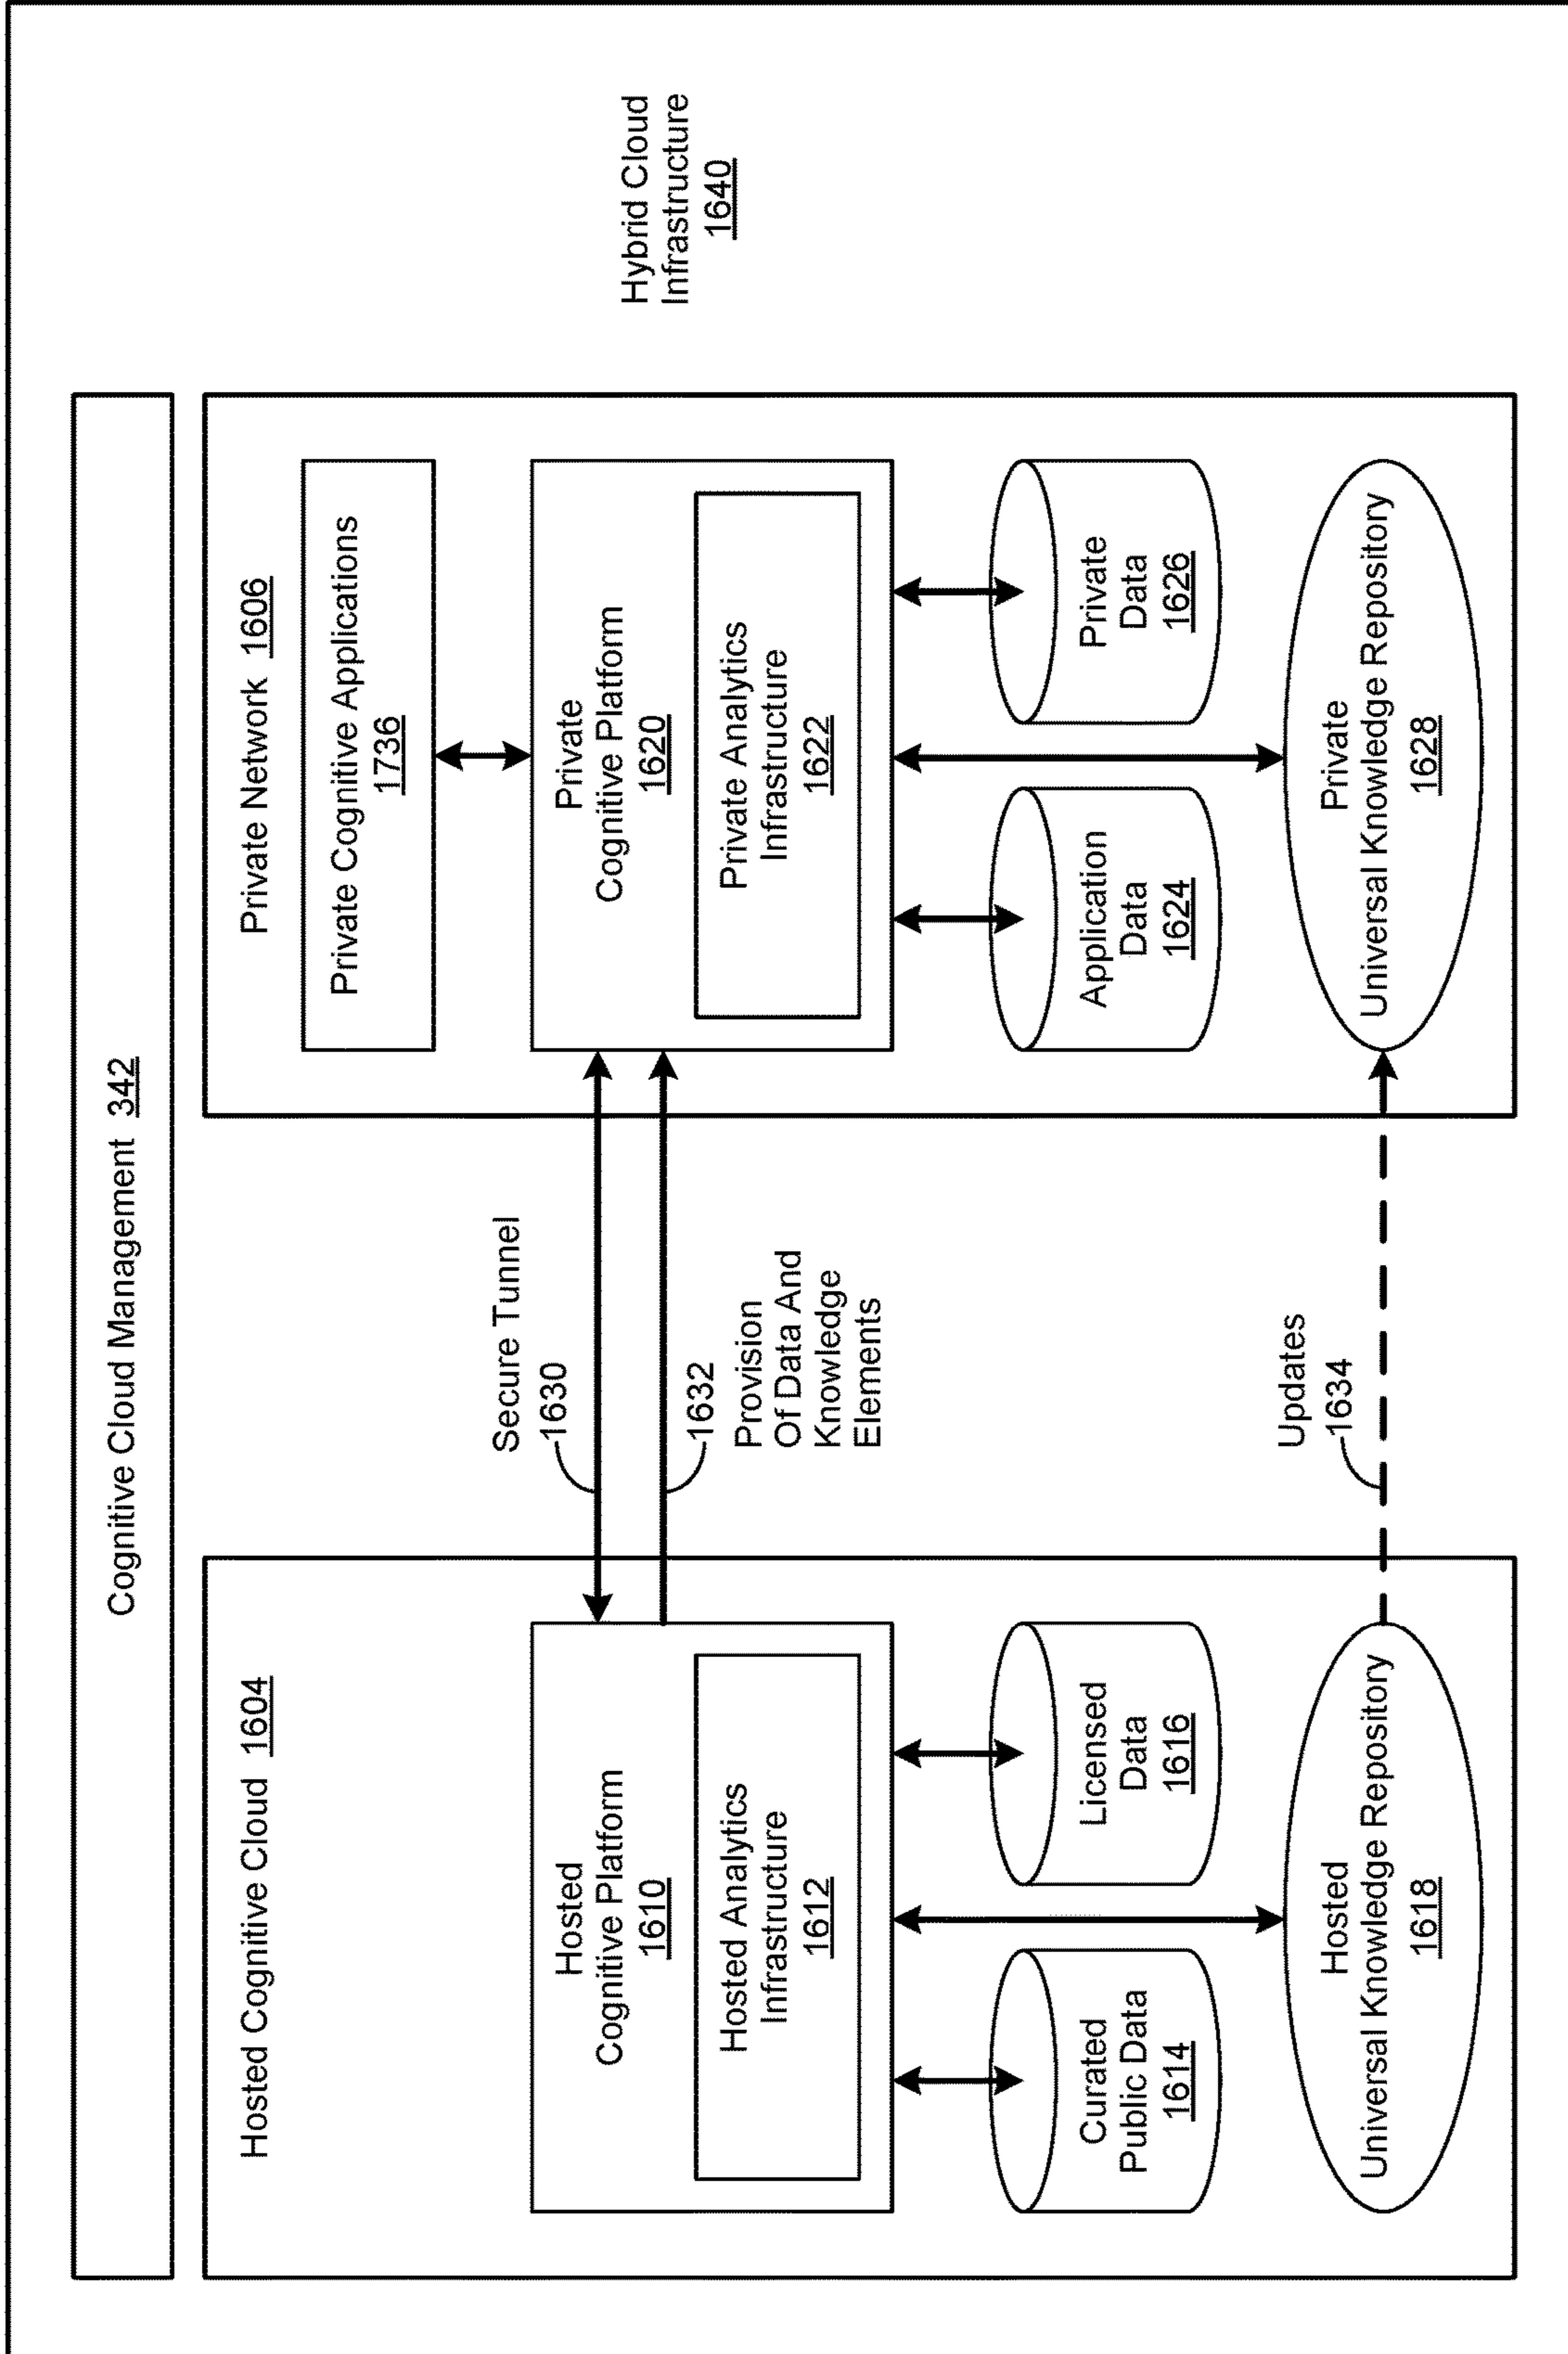 Cognitive Cloud Management 342
Hosted Cognitive Cloud 1604
Hosted
Cognitive Platform
1610
Hosted Analytics
Infrastructure
1612
Curated
Public Data
1614
Licensed
Data
1616
Hosted
Universal Knowledge Repository
1618
Secure Tunnel
1630
1632
Provision
Of Data And
Knowledge
Elements
Updates
1634
Private Network 1606
Private Cognitive Applications
1736
Private
Cognitive Platform
1620
Private Analytics
Infrastructure
1622
Application
Data
1624
Private
Data
1626
Private
Universal Knowledge Repository
1628
Hybrid Cloud
Infrastructure
1640